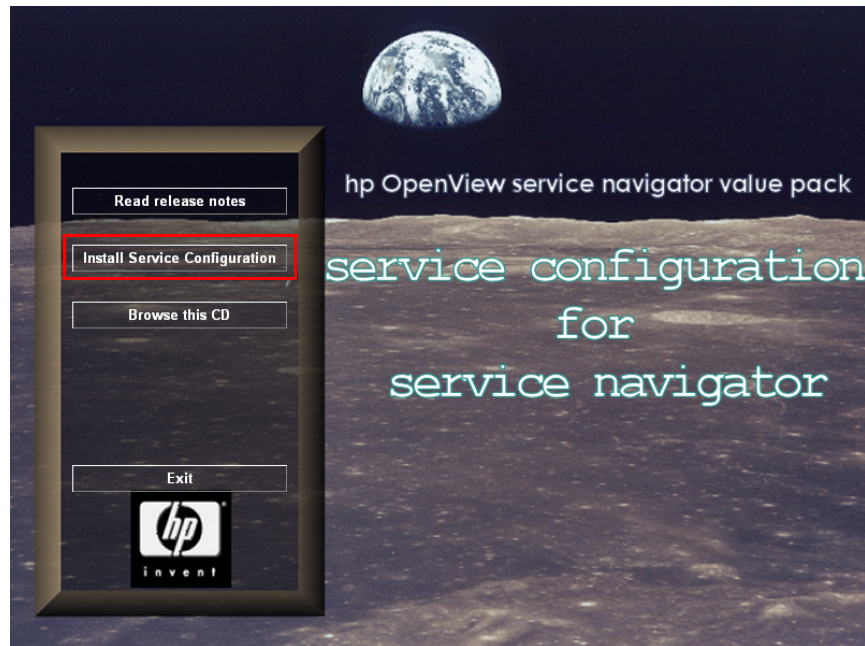 hp OpenView service navigator value pack
service configuration
for
service navigator
Read release notes
Install Service Configuration
Browse this CD
Exit
hp
invent